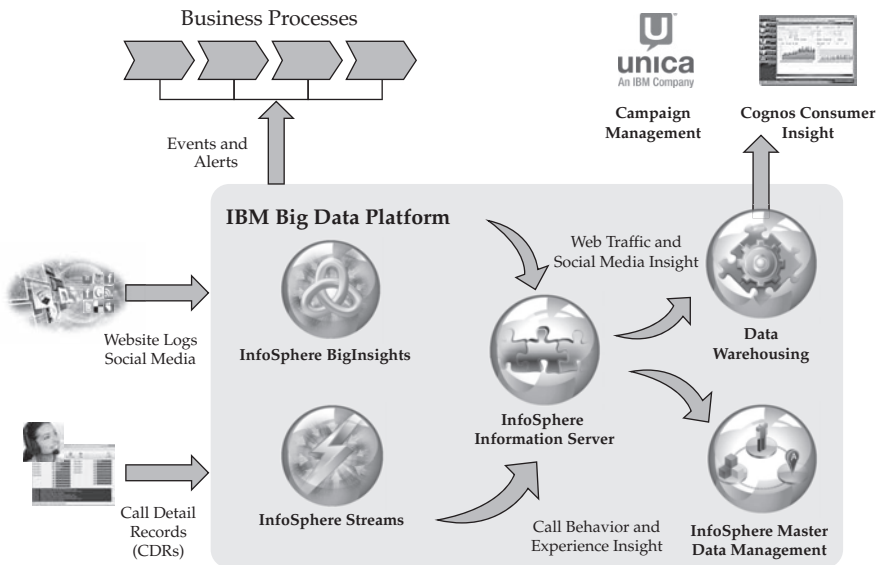 Business Processes
Events and
Alerts
unica
An IBM Company
Campaign
Management
Cognos Consumer
Insight
IBM Big Data Platform
Web Traffic and
Social Media Insight
Website Logs
Social Media
InfoSphere BigInsights
Data
Warehousing
InfoSphere
Information Server
Call Detail
Records
(CDRs)
InfoSphere Streams
Call Behavior and
Experience Insight
InfoSphere Master
Data Management